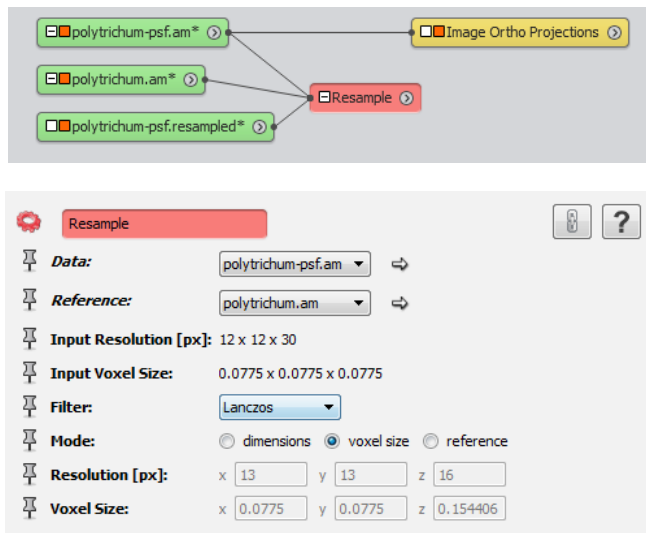 polytrichum-psf.am* Image Ortho Projections
polytrichum.am*
Resample
polytrichum-psf.resampled*
Resample ?
Data: polytrichum-psf.am
Reference: polytrichum.am
Input Resolution [px]: 12 x 12 x 30
Input Voxel Size: 0.0775 x 0.0775 x 0.0775
Filter: Lanczos
Mode: dimensions voxel size reference
Resolution [px]: x 13 y 13 z 16
Voxel Size: x 0.0775 y 0.0775 z 0.154406